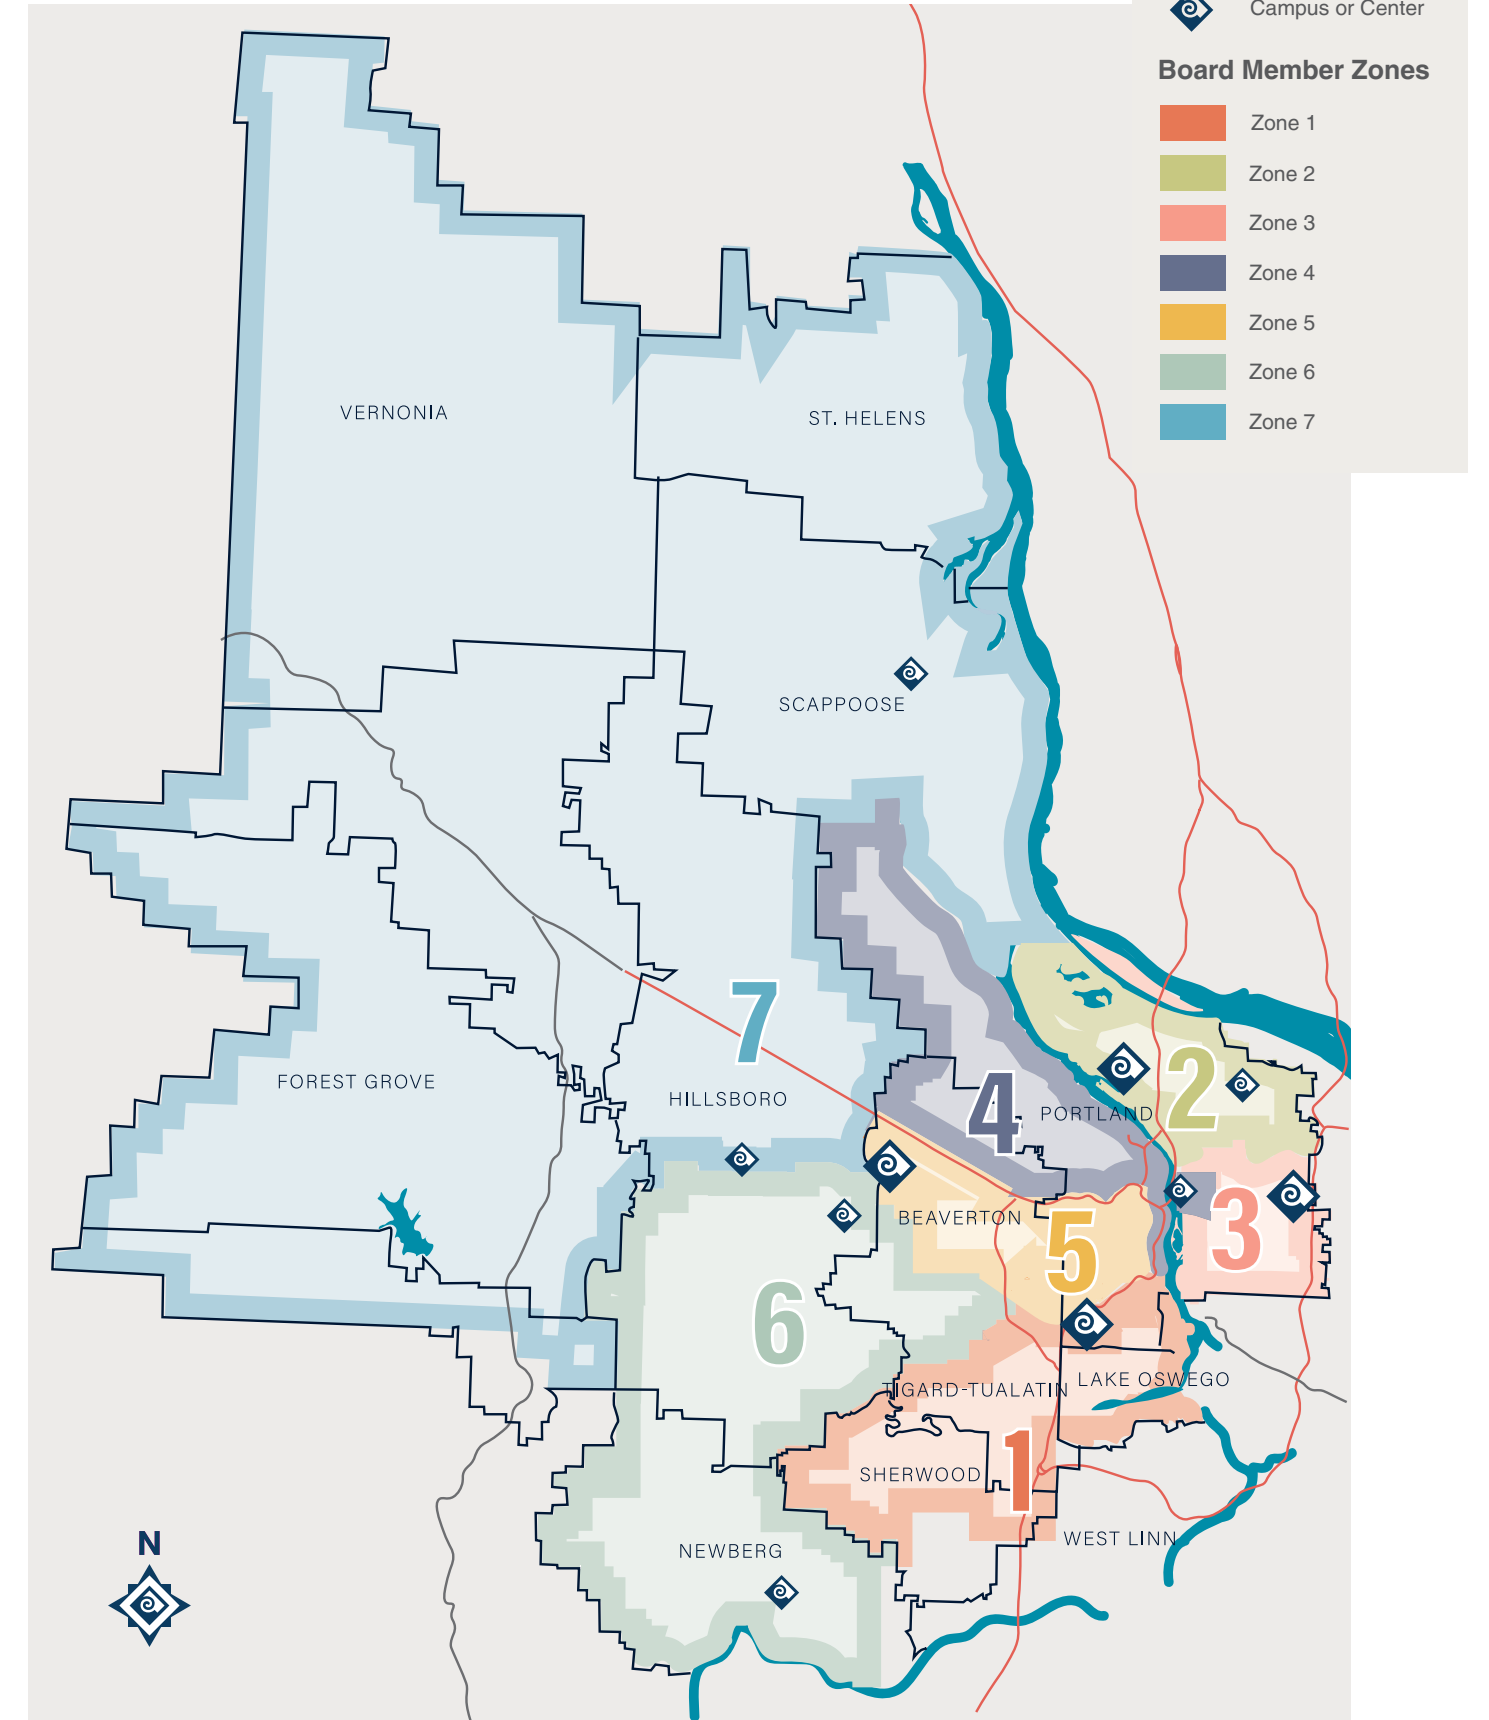 Campus or Center
Board Member Zones
Zone 1
Zone 2
Zone 3
Zone 4
Zone 5
Zone 6
Zone 7
VERNONIA
ST. HELENS
SCAPPOOSE
7
FOREST GROVE
HILLSBORO
4
PORTLAND
2
BEAVERTON
5
3
6
TIGARD-TUALATIN
LAKE OSWEGO
SHERWOOD
1
WEST LINN
NEWBERG
N